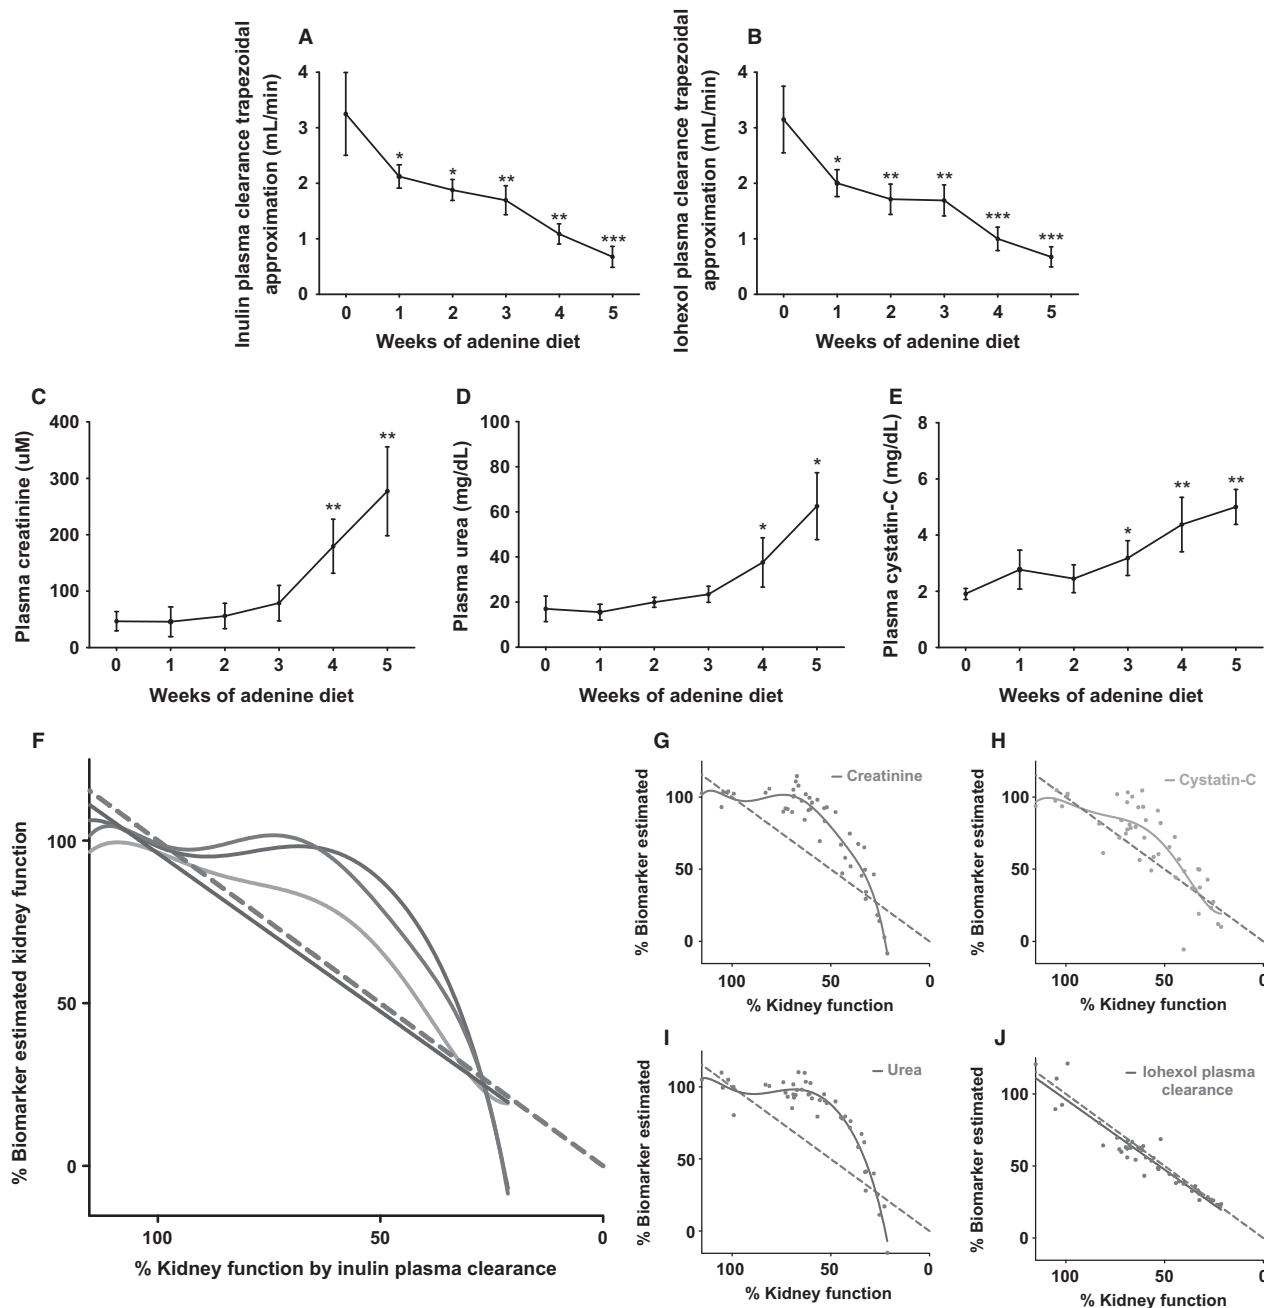 A
Inulin plasma clearance trapezoidal
approximation (mL/min)
4
3
2
1
0
*
*
**
**
***
0 1 2 3 4 5
Weeks of adenine diet
B
Iohexol plasma clearance trapezoidal
approximation (mL/min)
4
3
2
1
0
*
**
**
***
***
0 1 2 3 4 5
Weeks of adenine diet
C
Plasma creatinine (uM)
400
300
200
100
0
**
**
0 1 2 3 4 5
Weeks of adenine diet
D
Plasma urea (mg/dL)
100
80
60
40
20
0
*
*
0 1 2 3 4 5
Weeks of adenine diet
E
Plasma cystatin-C (mg/dL)
8
6
4
2
0
*
**
**
0 1 2 3 4 5
Weeks of adenine diet
F
% Biomarker estimated kidney function
100
50
0
100 50 0
% Kidney function by inulin plasma clearance
G
% Biomarker estimated
100
50
0
Creatinine
100 50 0
% Kidney function
H
% Biomarker estimated
100
50
0
Cystatin-C
100 50 0
% Kidney function
I
% Biomarker estimated
100
50
0
Urea
100 50 0
% Kidney function
J
% Biomarker estimated
100
50
0
Iohexol plasma
clearance
100 50 0
% Kidney function